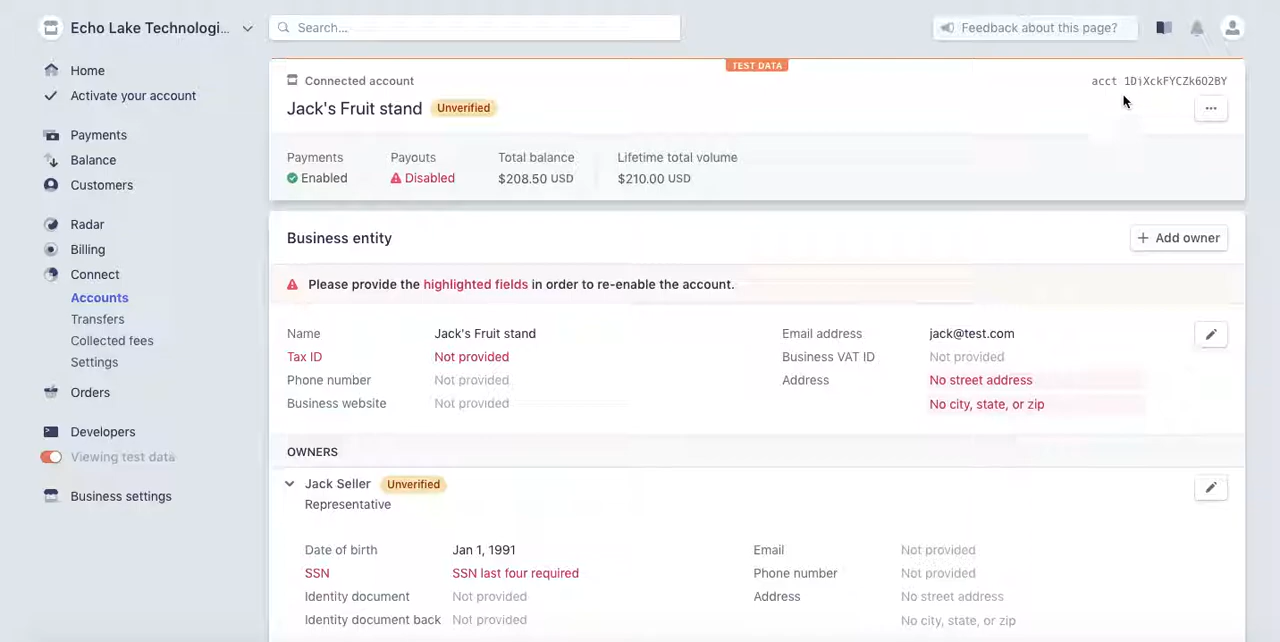 Echo Lake Technologi...
Search...
Feedback about this page?
Home
Activate your account
Payments
Balance
Customers
Radar
Billing
Connect
Accounts
Transfers
Collected fees
Settings
Orders
Developers
Viewing test data
Business settings
TEST DATA
Connected account
acct_1DjXckFYCZk6O2BY
Jack's Fruit stand Unverified
...
Payments Payouts Total balance Lifetime total volume
Enabled Disabled $208.50 USD $210.00 USD
Business entity
+ Add owner
Please provide the highlighted fields in order to re-enable the account.
Name Jack's Fruit stand Email address jack@test.com
Tax ID Not provided Business VAT ID Not provided
Phone number Not provided Address No street address
Business website Not provided No city, state, or zip
OWNERS
Jack Seller Unverified
Representative
Date of birth Jan 1, 1991 Email Not provided
SSN SSN last four required Phone number Not provided
Identity document Not provided Address No street address
Identity document back Not provided No city, state, or zip